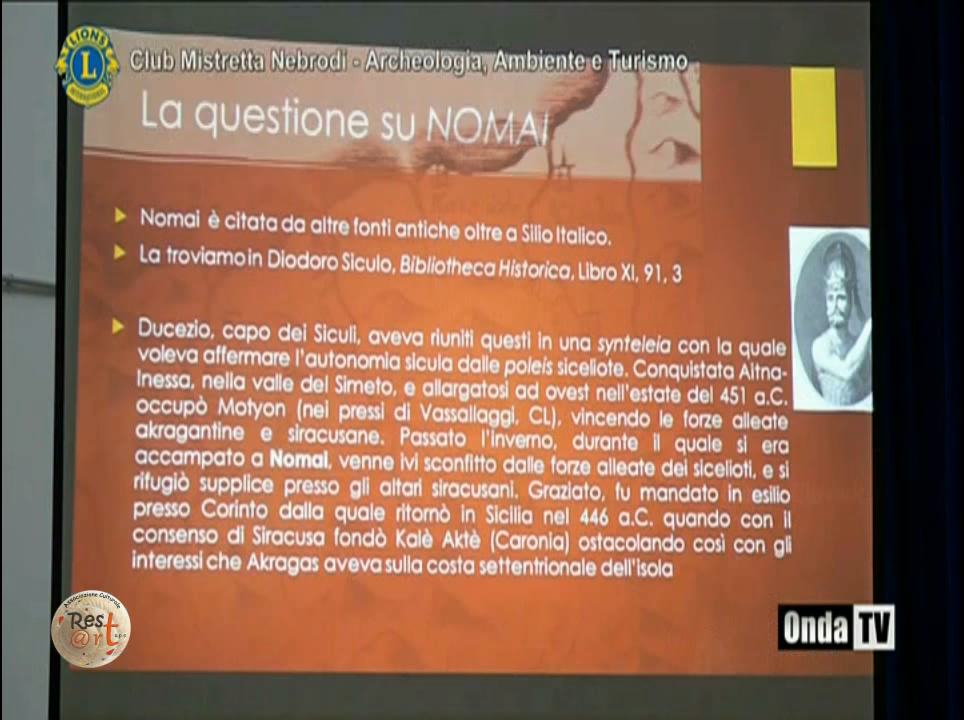 LIONS
L
INTERNATIONAL
Club Mistretta Nebrodi - Archeologia, Ambiente e Turismo
La questione su NOMAI
Nomai è citata da altre fonti antiche oltre a Silio Italico.
La troviamo in Diodoro Siculo, Bibliotheca Historica, Libro XI, 91, 3
Ducezio, capo dei Siculi, aveva riuniti questi in una synteleia con la quale
voleva affermare l'autonomia sicula dalle poleis siceliote. Conquistata Aitna-
Inessa, nella valle del Simeto, e allargatosi ad ovest nell'estate del 451 a.C.
occupò Motyon (nei pressi di Vassallaggi, CL), vincendo le forze alleate
akragantine e siracusane. Passato l'inverno, durante il quale si era
accampato a Nomai, venne ivi sconfitto dalle forze alleate dei sicelioti, e si
rifugiò supplice presso gli altari siracusani. Graziato, fu mandato in esilio
presso Corinto dalla quale ritornò in Sicilia nel 446 a.C. quando con il
consenso di Siracusa fondò Kalè Aktè (Caronia) ostacolando così con gli
interessi che Akragas aveva sulla costa settentrionale dell'isola
Associazione Culturale
Res
@rt
Onda TV